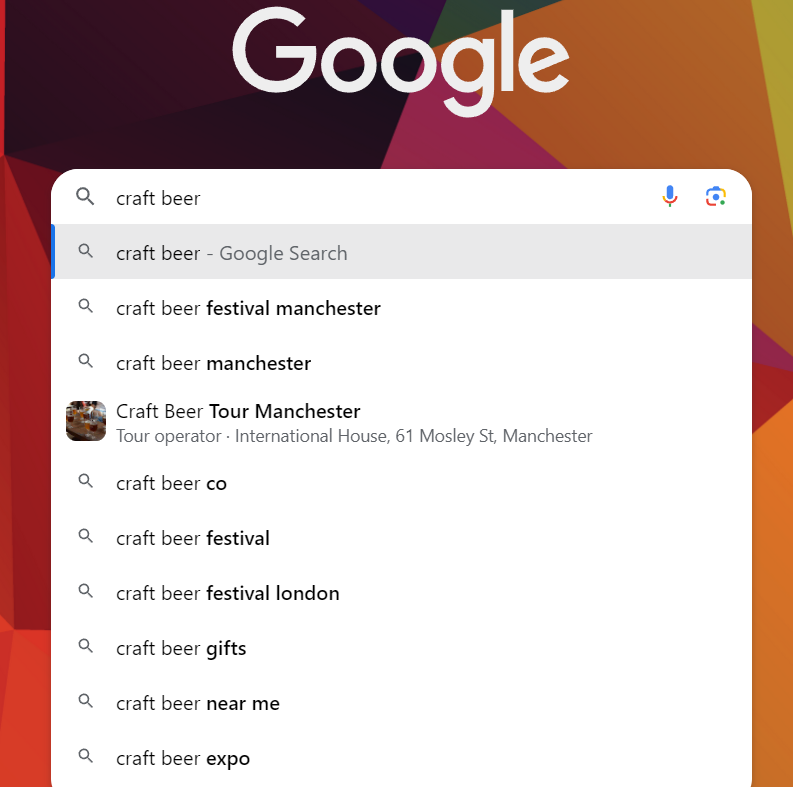 Google
craft beer
craft beer - Google Search
craft beer festival manchester
craft beer manchester
Craft Beer Tour Manchester
Tour operator · International House, 61 Mosley St, Manchester
craft beer co
craft beer festival
craft beer festival london
craft beer gifts
craft beer near me
craft beer expo